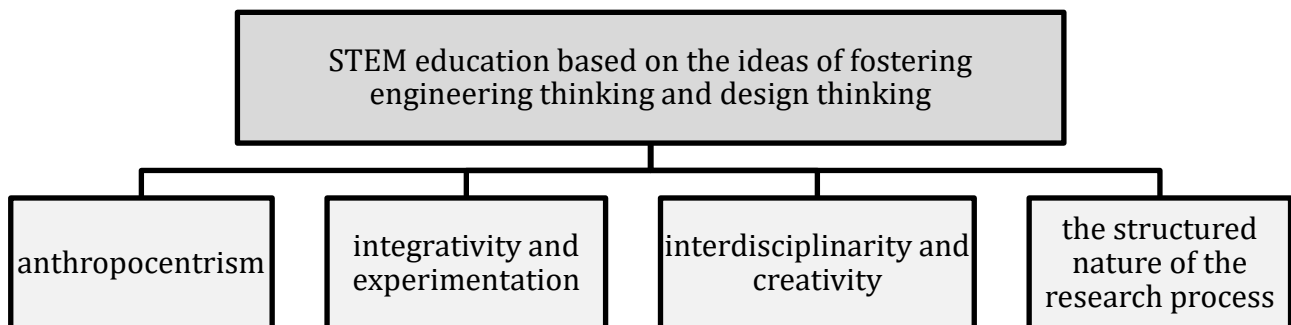 STEM education based on the ideas of fostering
engineering thinking and design thinking
anthropocentrism
integrativity and
experimentation
interdisciplinarity and
creativity
the structured
nature of the
research process